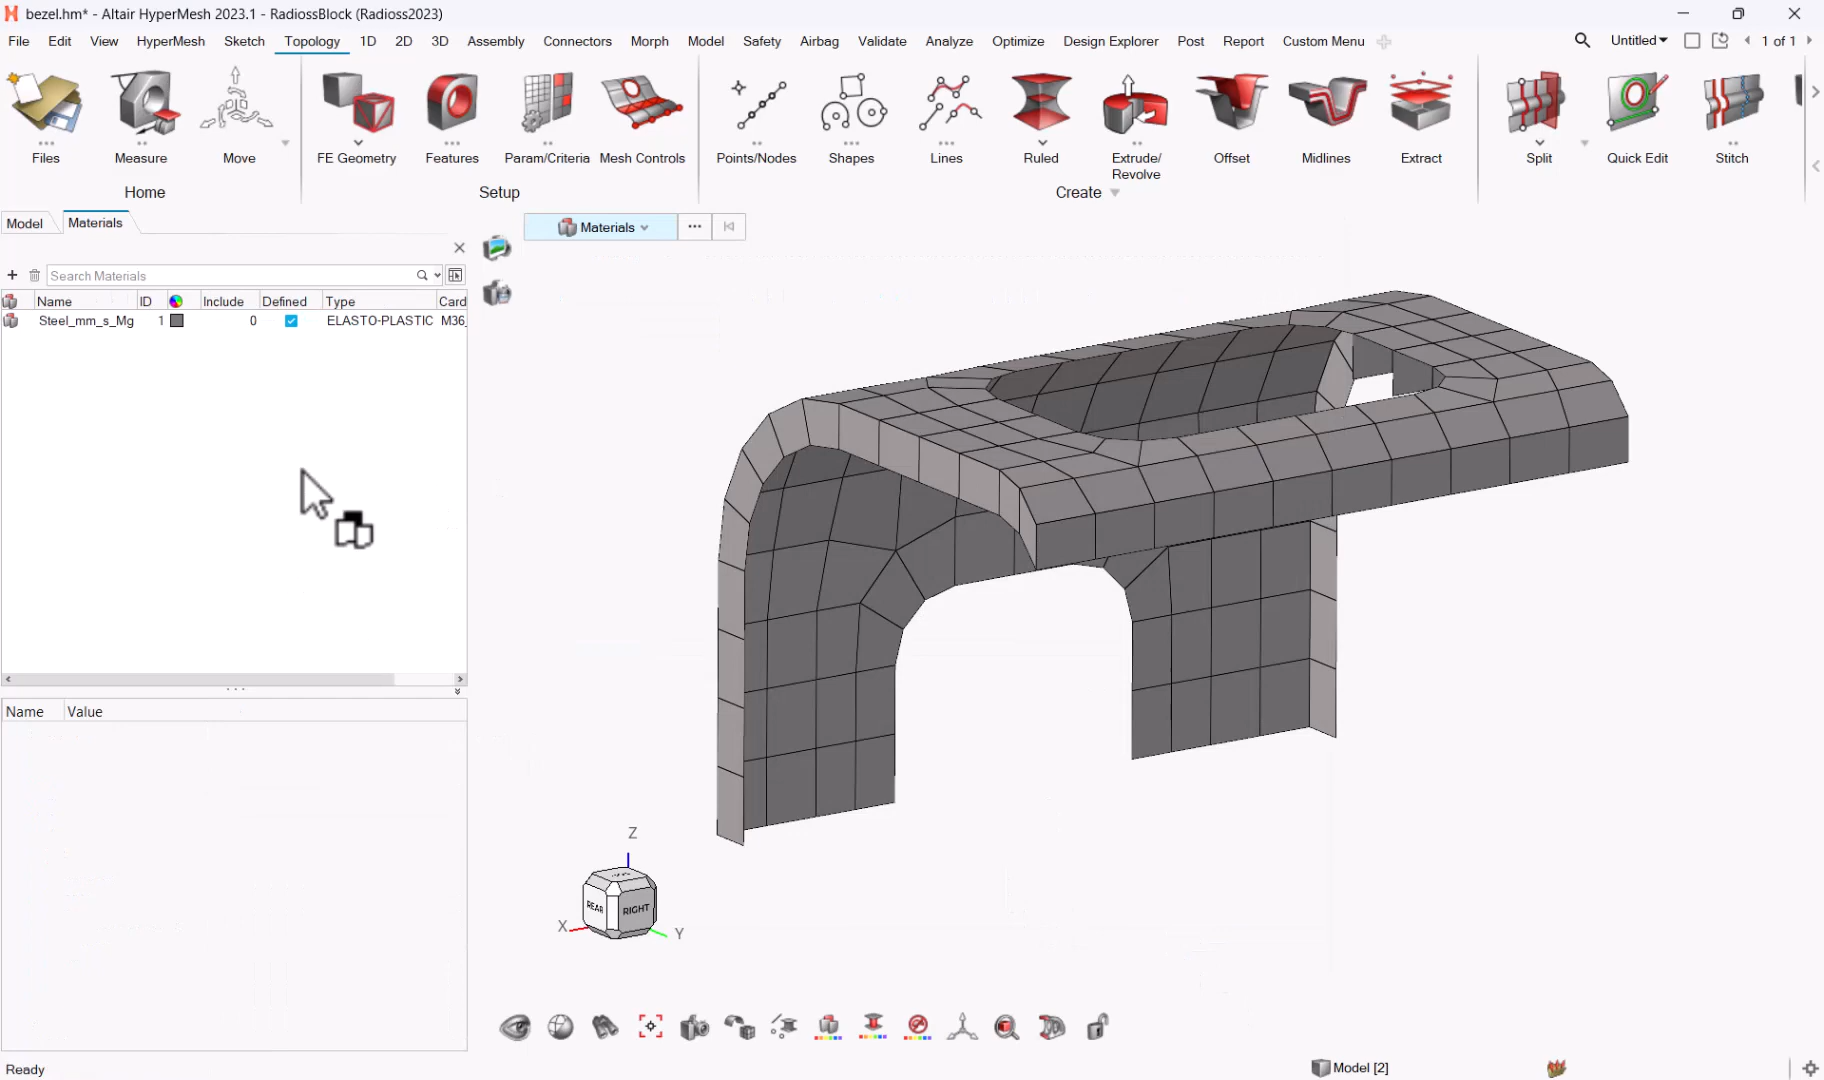 bezel.hm* - Altair HyperMesh 2023.1 - RadiossBlock (Radioss2023)
File Edit View HyperMesh Sketch Topology 1D 2D 3D Assembly Connectors Morph Model Safety Airbag Validate Analyze Optimize Design Explorer Post Report Custom Menu Untitled 1 of 1
Files Measure Move FE Geometry Features Param/Criteria Mesh Controls Points/Nodes Shapes Lines Ruled Extrude/ Offset Midlines Extract Split Quick Edit Stitch
Revolve
Home Setup Create
Model Materials
Materials
Search Materials
Name ID Include Defined Type Card
Steel_mm_s_Mg 1 0 ELASTO-PLASTIC M36_
Name Value
Z
REAR RIGHT
X Y
Ready Model [2]